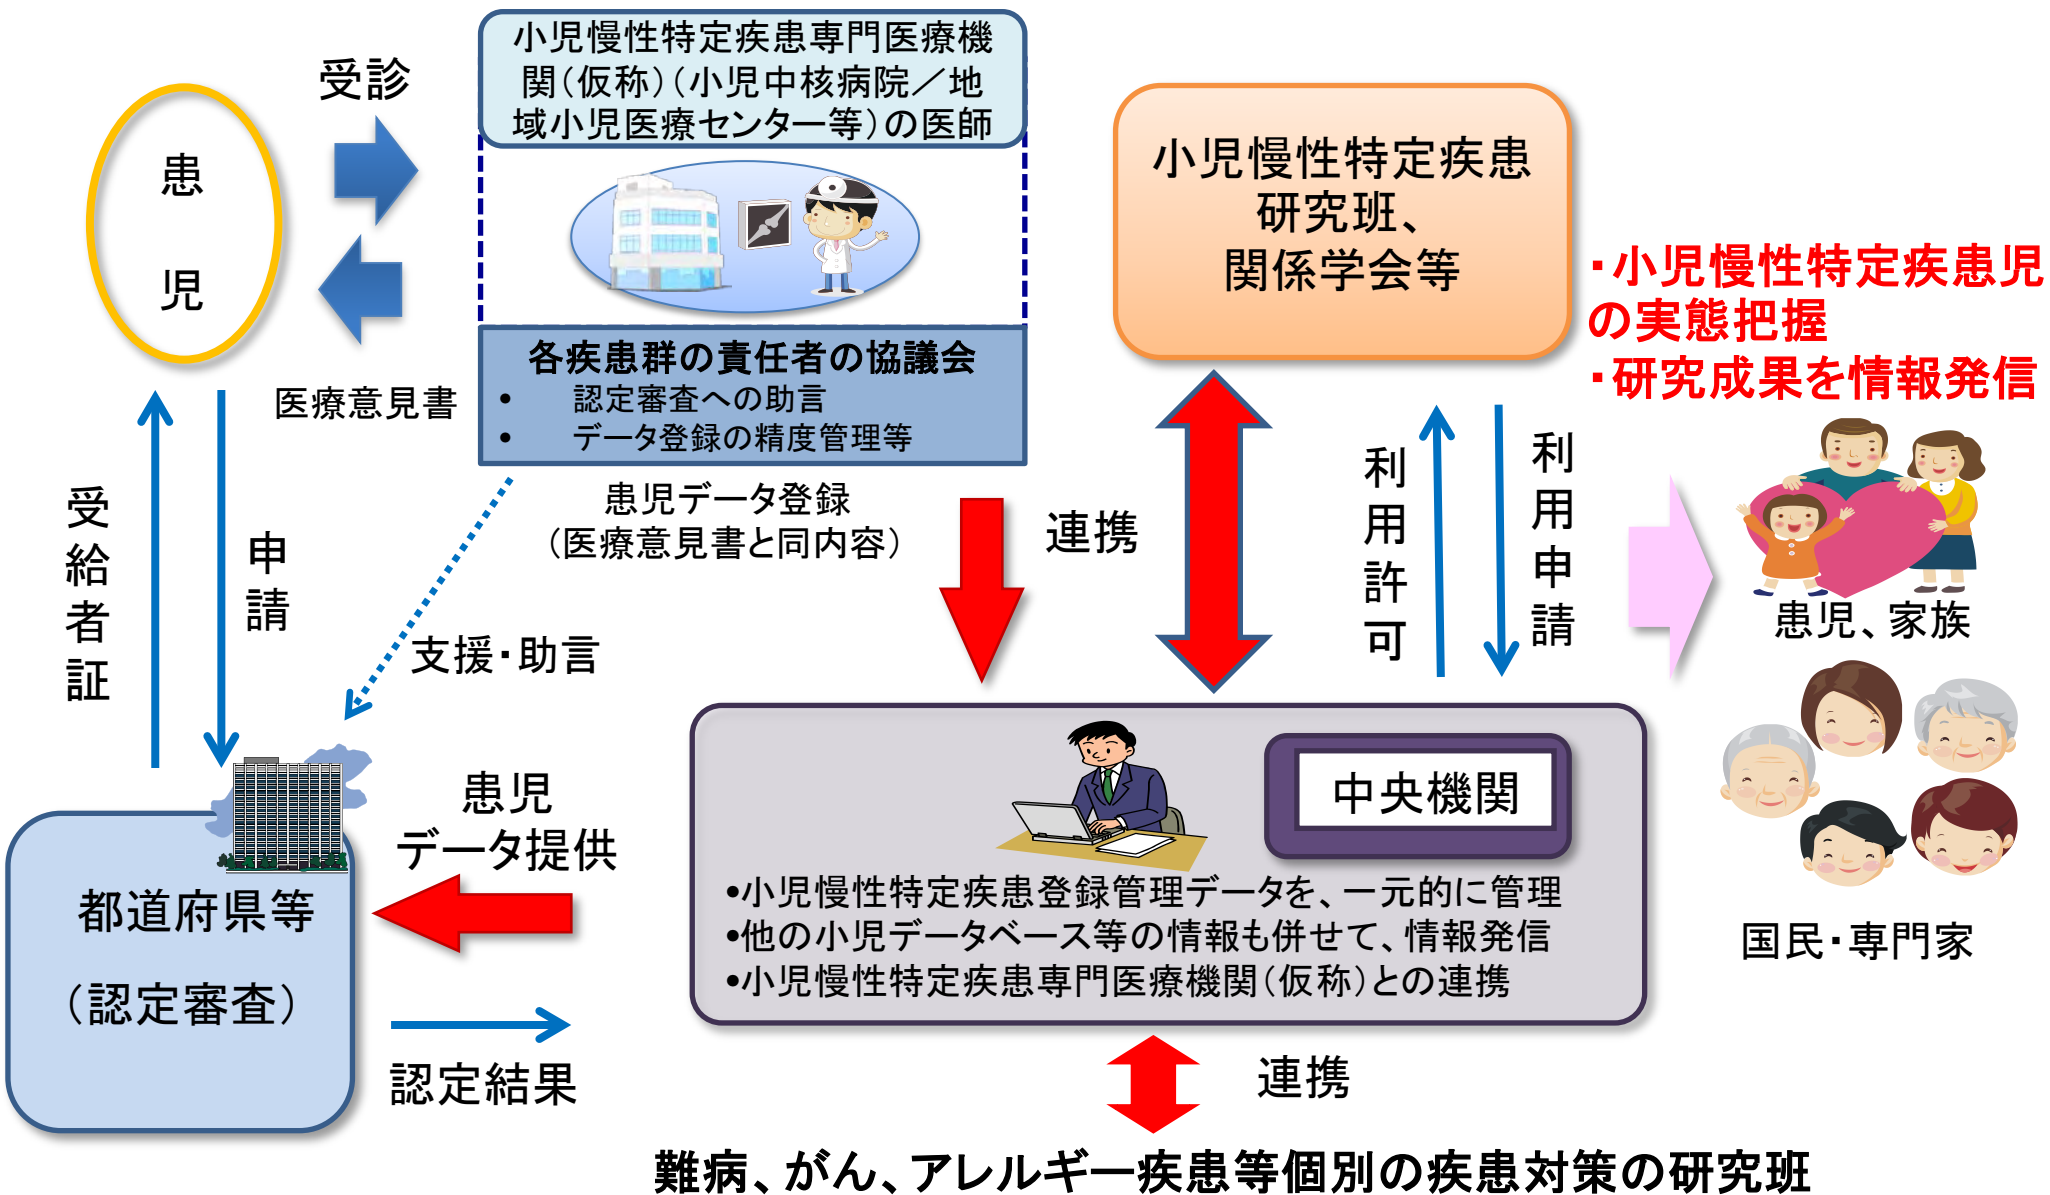 小児慢性特定疾患専門医療機
関（仮称）（小児中核病院／地
域小児医療センター等）の医師
受診
患
児
医療意見書
各疾患群の責任者の協議会
• 認定審査への助言
• データ登録の精度管理等
小児慢性特定疾患
研究班、
関係学会等
・小児慢性特定疾患児
の実態把握
・研究成果を情報発信
受給者証
申請
患児データ登録
（医療意見書と同内容）
支援・助言
連携
利用許可
利用申請
患児、家族
国民・専門家
患児
データ提供
都道府県等
（認定審査）
認定結果
中央機関
•小児慢性特定疾患登録管理データを、一元的に管理
•他の小児データベース等の情報も併せて、情報発信
•小児慢性特定疾患専門医療機関（仮称）との連携
連携
難病、がん、アレルギー疾患等個別の疾患対策の研究班